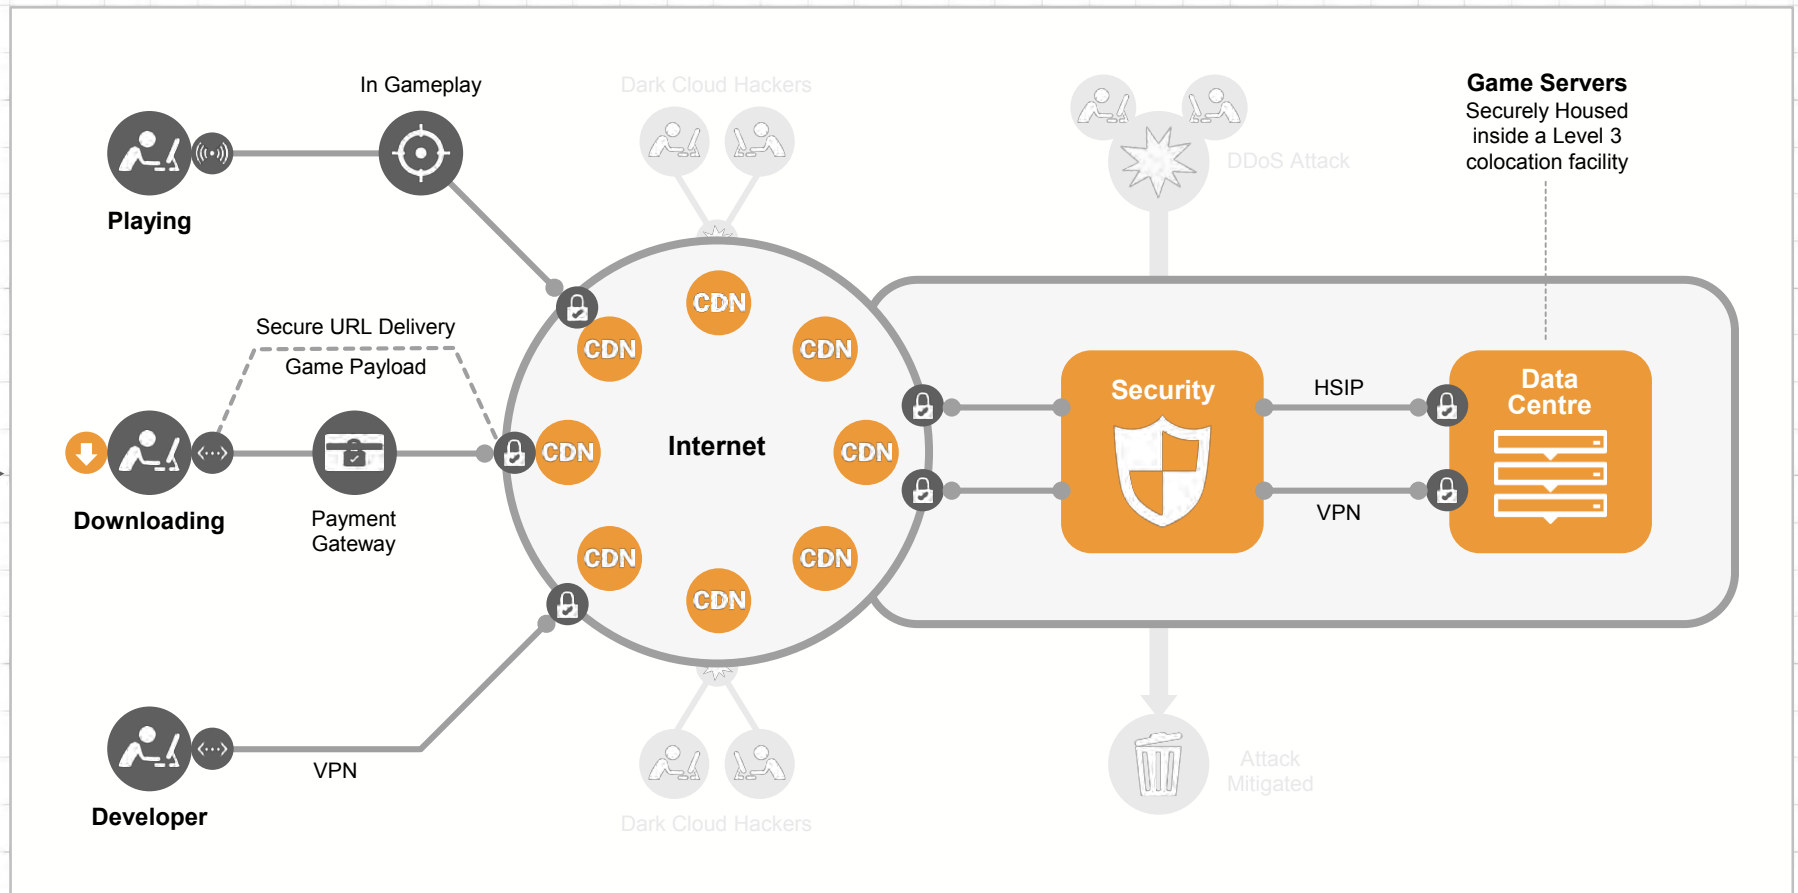 In Gameplay
Playing
Dark Cloud Hackers
DDoS Attack
Game Servers
Securely Housed
inside a Level 3
colocation facility
Secure URL Delivery
Game Payload
Downloading
Payment
Gateway
CDN
CDN
CDN
CDN
Internet
CDN
CDN
CDN
CDN
Security
HSIP
VPN
Data
Centre
VPN
Developer
Dark Cloud Hackers
Attack
Mitigated